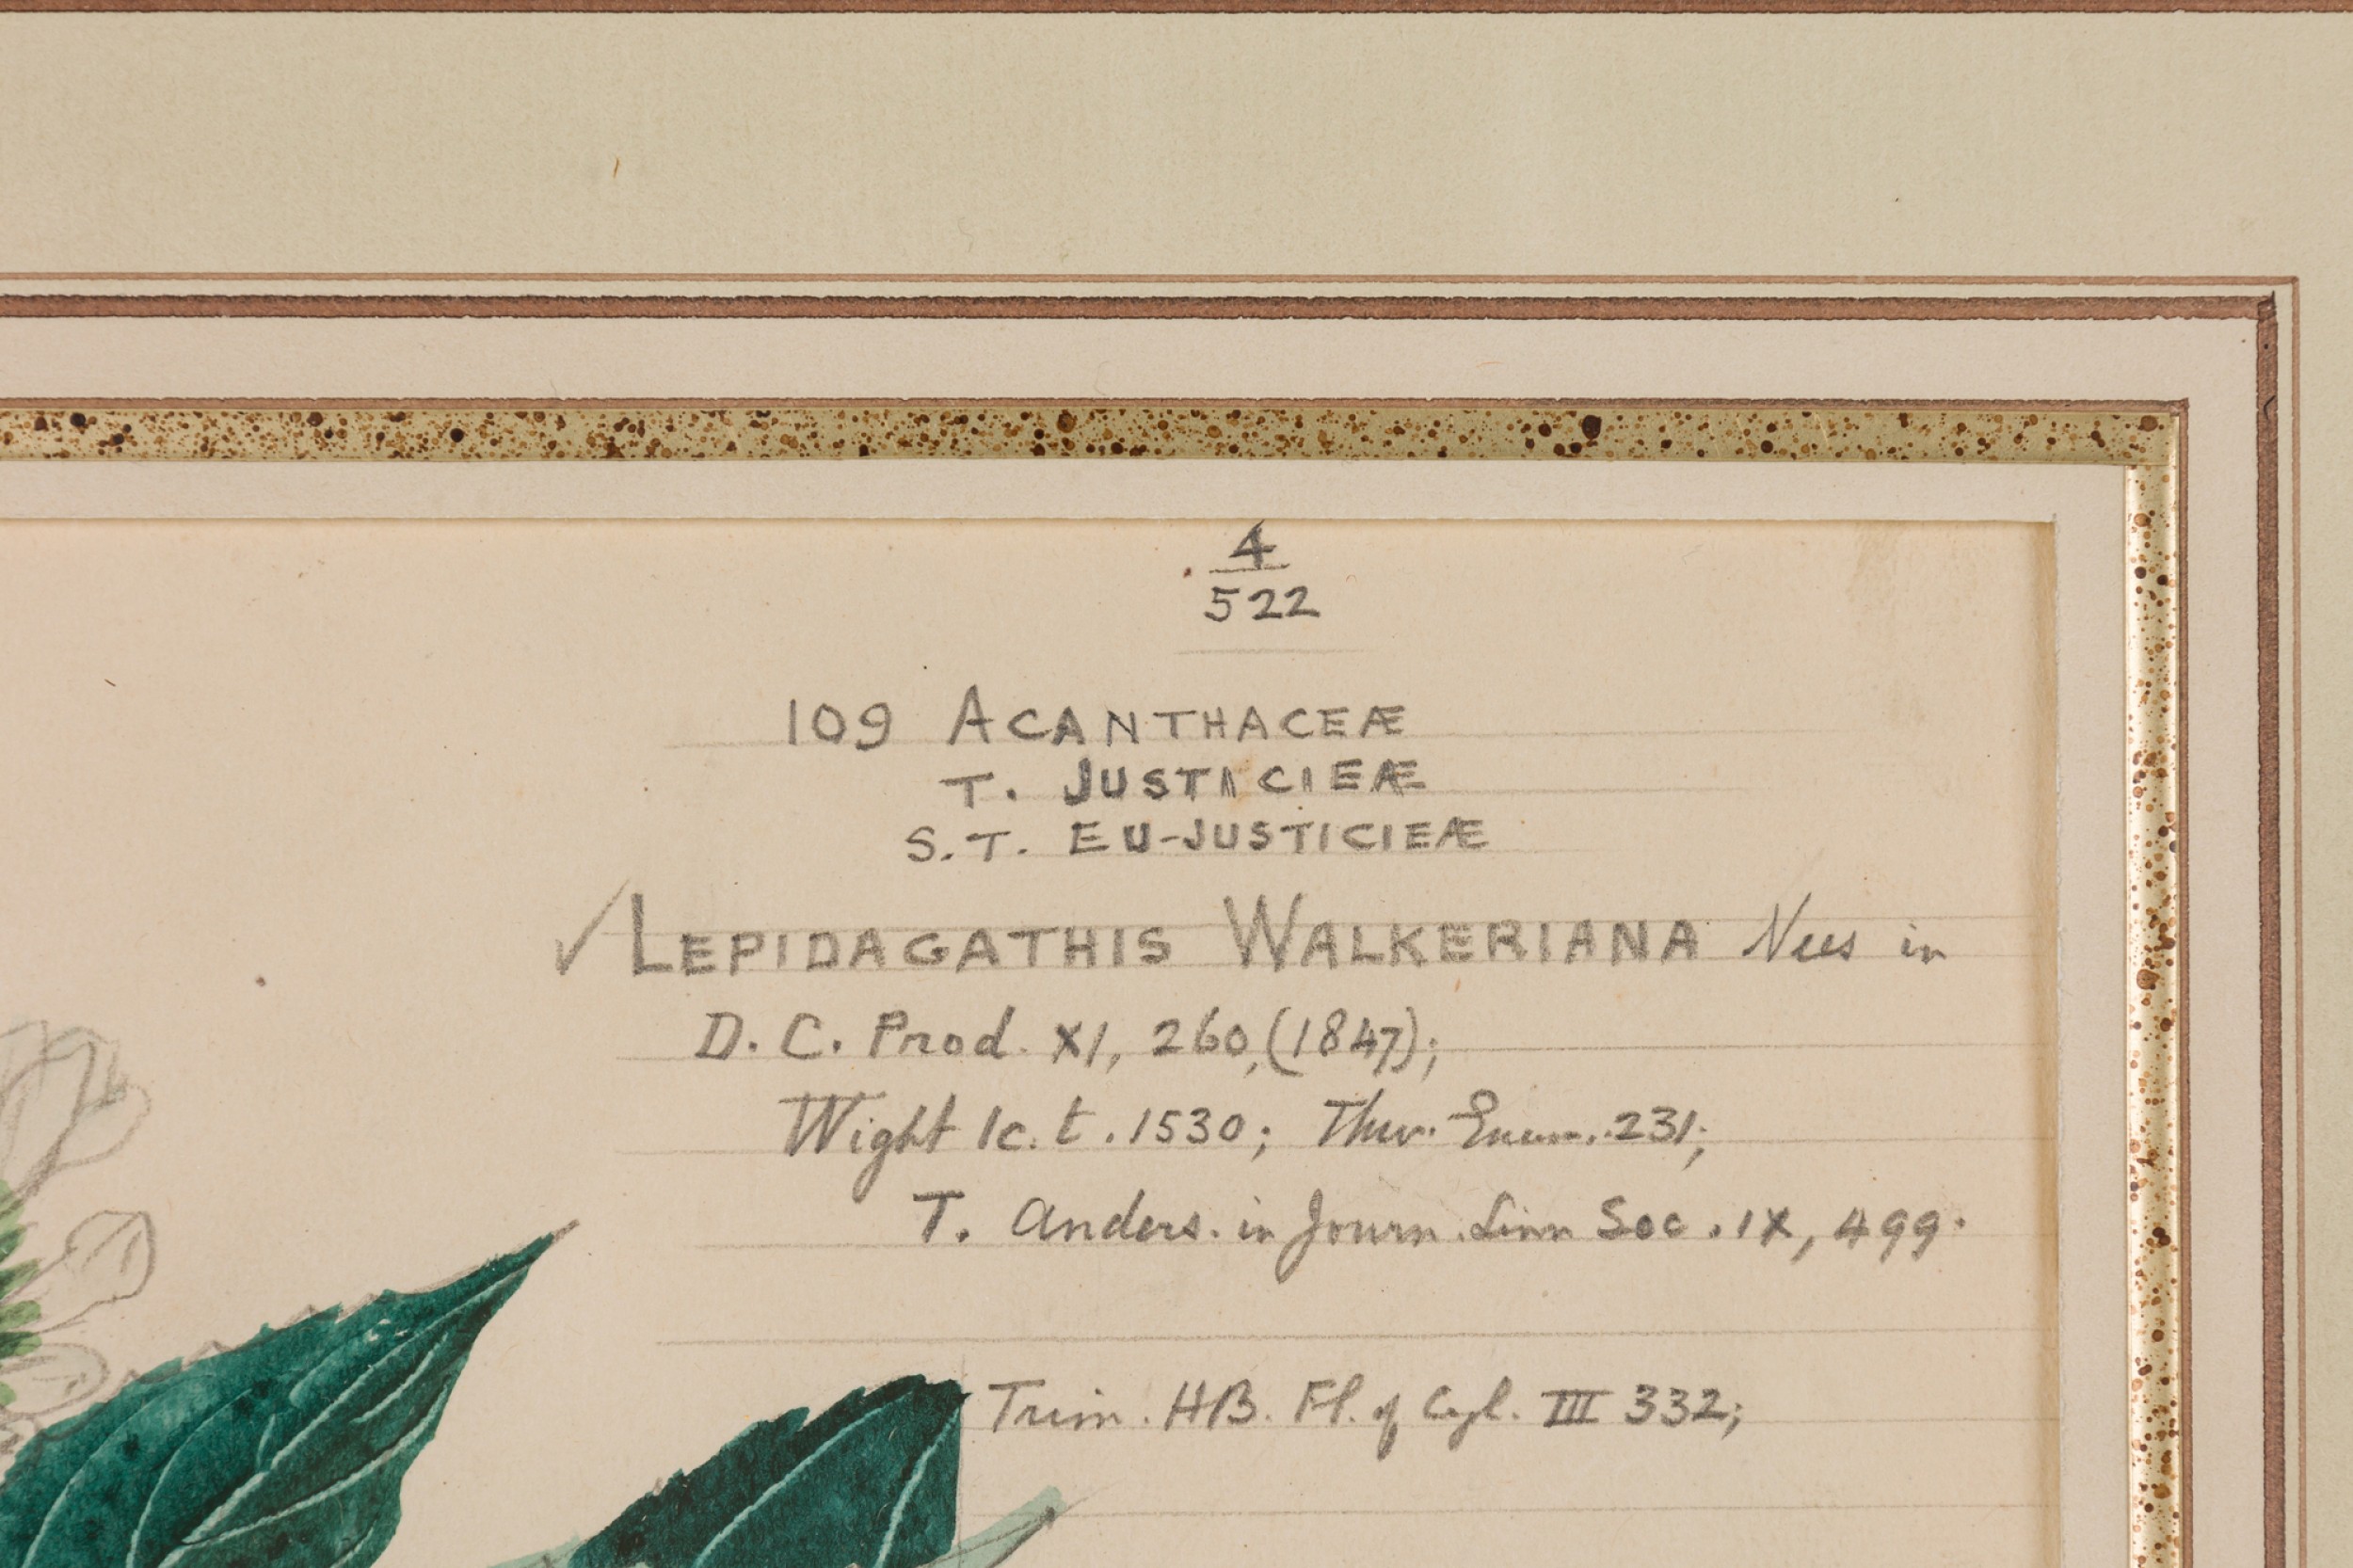 4
522
109 ACANTHACEÆ
T. JUSTICIEÆ
S.T. EU-JUSTICIEÆ
✓ LEPIDAGATHIS WALKERIANA Nees in
D. C. Prod. XI, 260, (1847);
Wight Ic. t. 1530; Thw. Enum. 231;
T. Anders. in Journ. Linn Soc. IX, 499.
Trim. HB. Fl. of Ceyl. III 332;